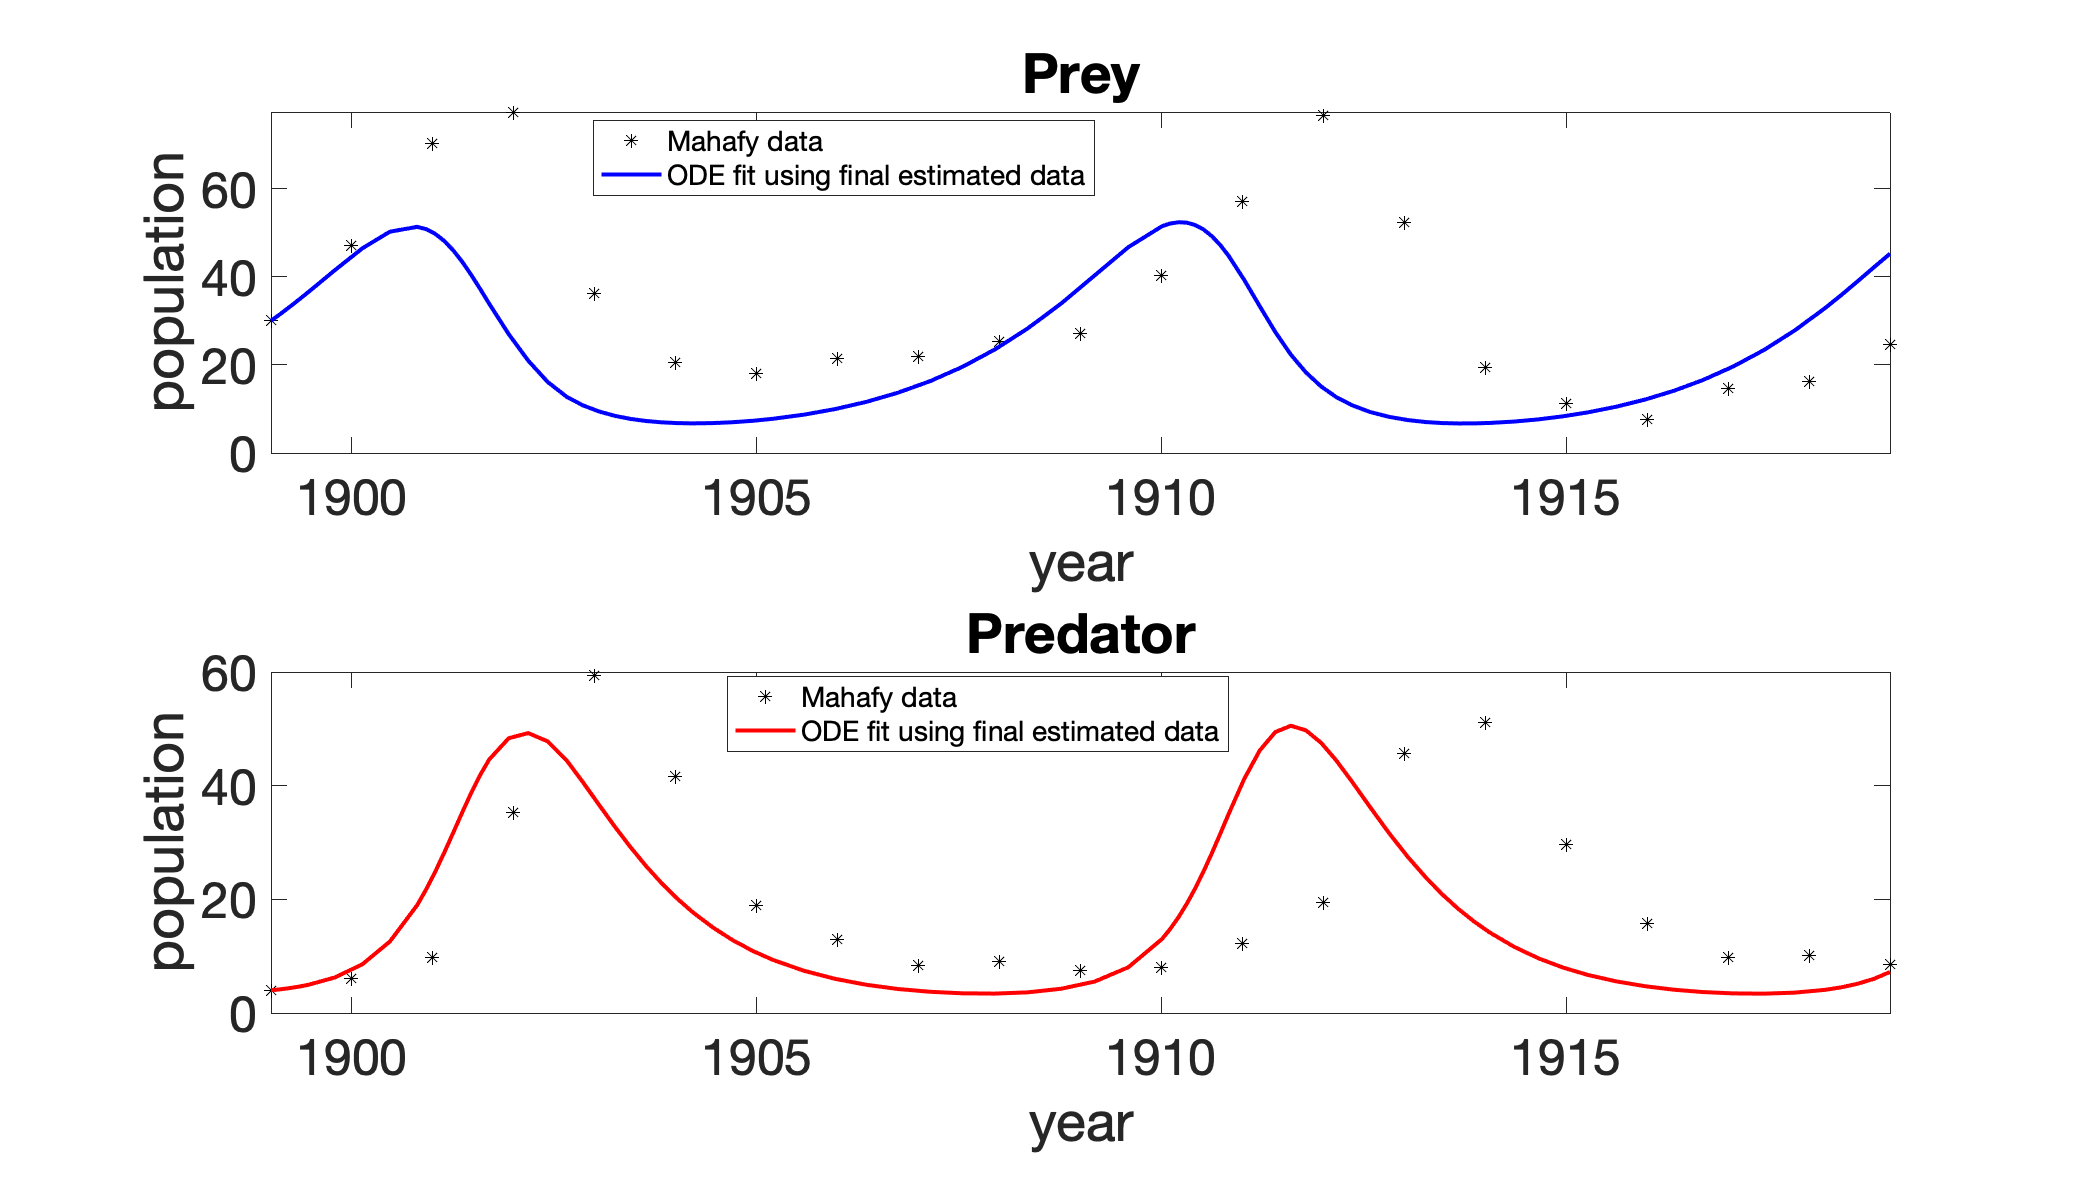 Prey
Mahafy data
ODE fit using final estimated data
population
60
40
20
0
1900 1905 1910 1915
year
Predator
Mahafy data
ODE fit using final estimated data
population
60
40
20
0
1900 1905 1910 1915
year